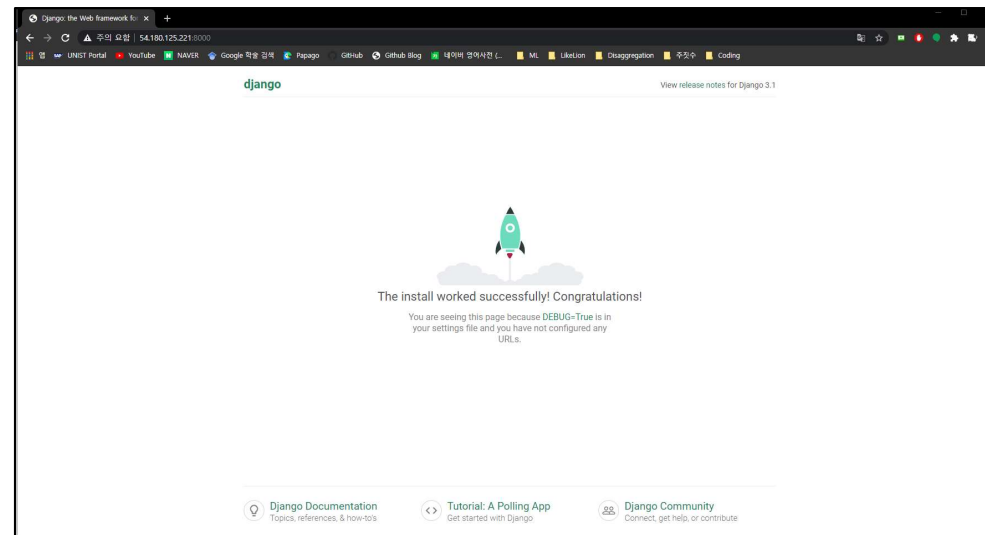 Django: the Web framework for
주의 요함 | 54.180.125.221:8000
앱 UNIST Portal YouTube NAVER Google 학술 검색 Papago GitHub Github Blog 네이버 영어사전 (... ML LikeLion Disaggregation 주짓수 Coding
django
View release notes for Django 3.1
The install worked successfully! Congratulations!
You are seeing this page because DEBUG=True is in
your settings file and you have not configured any
URLs.
Django Documentation
Topics, references, & how-to's
Tutorial: A Polling App
Get started with Django
Django Community
Connect, get help, or contribute